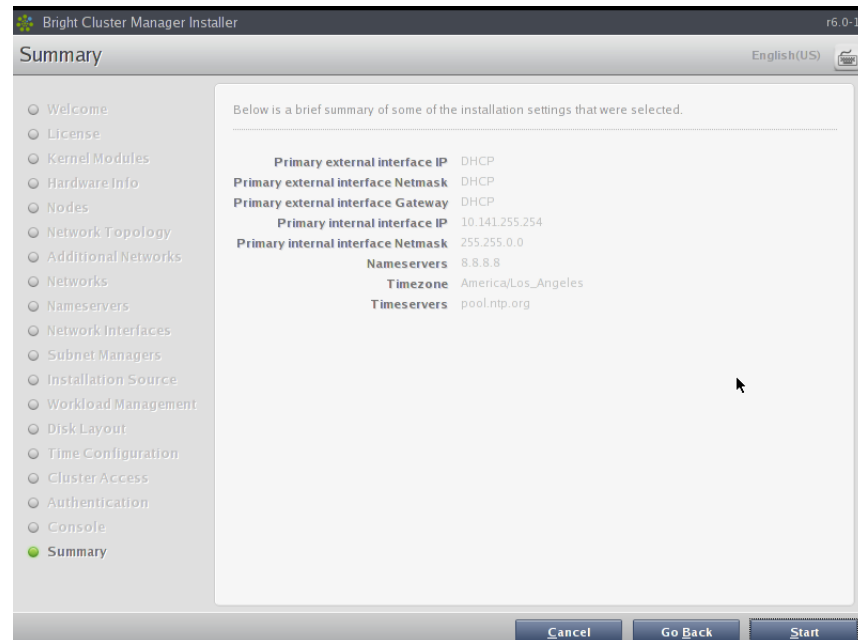 Bright Cluster Manager Installer r6.0-1
Summary English(US)
Welcome
License
Kernel Modules
Hardware Info
Nodes
Network Topology
Additional Networks
Networks
Nameservers
Network Interfaces
Subnet Managers
Installation Source
Workload Management
Disk Layout
Time Configuration
Cluster Access
Authentication
Console
Summary
Below is a brief summary of some of the installation settings that were selected.
Primary external interface IP DHCP
Primary external interface Netmask DHCP
Primary external interface Gateway DHCP
Primary internal interface IP 10.141.255.254
Primary internal interface Netmask 255.255.0.0
Nameservers 8.8.8.8
Timezone America/Los_Angeles
Timeservers pool.ntp.org
Cancel Go Back Start